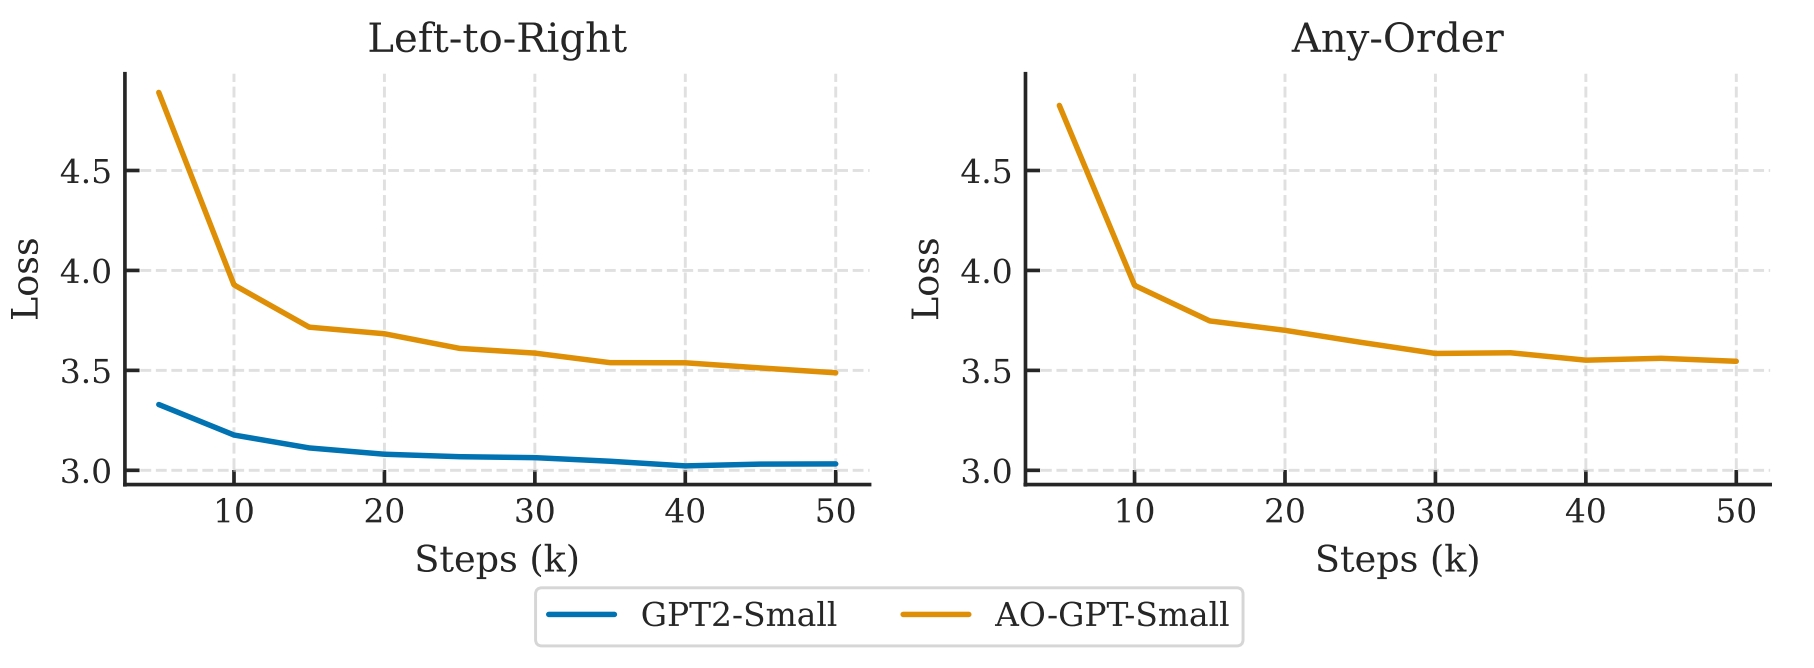 Left-to-Right
Loss
4.5
4.0
3.5
3.0
10 20 30 40 50
Steps (k)
Any-Order
Loss
4.5
4.0
3.5
3.0
10 20 30 40 50
Steps (k)
GPT2-Small AO-GPT-Small